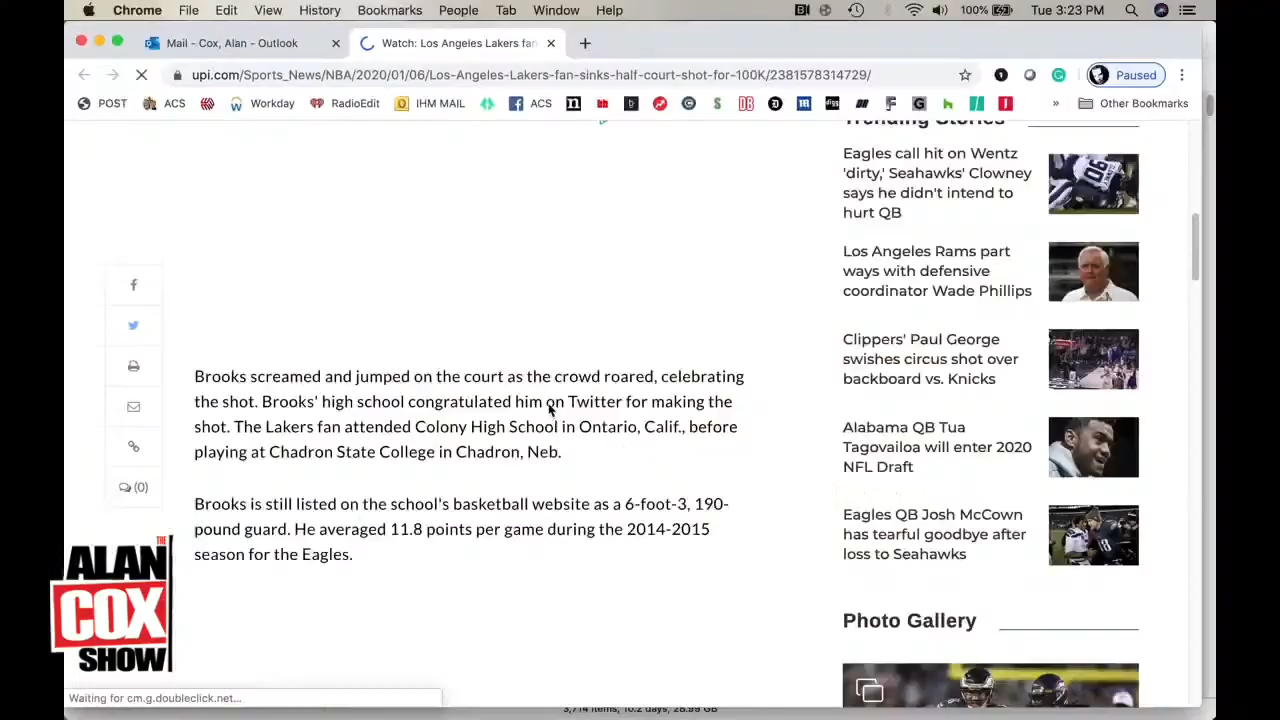 Chrome File Edit View History Bookmarks People Tab Window Help 100% Tue 3:23 PM
Mail - Cox, Alan - Outlook Watch: Los Angeles Lakers fan
upi.com/Sports_News/NBA/2020/01/06/Los-Angeles-Lakers-fan-sinks-half-court-shot-for-100K/2381578314729/ Paused
POST ACS Workday RadioEdit IHM MAIL ACS Other Bookmarks
Trending Stories
Eagles call hit on Wentz
'dirty,' Seahawks' Clowney
says he didn't intend to
hurt QB
Los Angeles Rams part
ways with defensive
coordinator Wade Phillips
Clippers' Paul George
swishes circus shot over
backboard vs. Knicks
Alabama QB Tua
Tagovailoa will enter 2020
NFL Draft
Eagles QB Josh McCown
has tearful goodbye after
loss to Seahawks
Photo Gallery
(0)
Brooks screamed and jumped on the court as the crowd roared, celebrating
the shot. Brooks' high school congratulated him on Twitter for making the
shot. The Lakers fan attended Colony High School in Ontario, Calif., before
playing at Chadron State College in Chadron, Neb.
Brooks is still listed on the school's basketball website as a 6-foot-3, 190-
pound guard. He averaged 11.8 points per game during the 2014-2015
season for the Eagles.
THE
ALAN
COX
SHOW
Waiting for cm.g.doubleclick.net...
3,714 items, 10.2 days, 28.99 GB